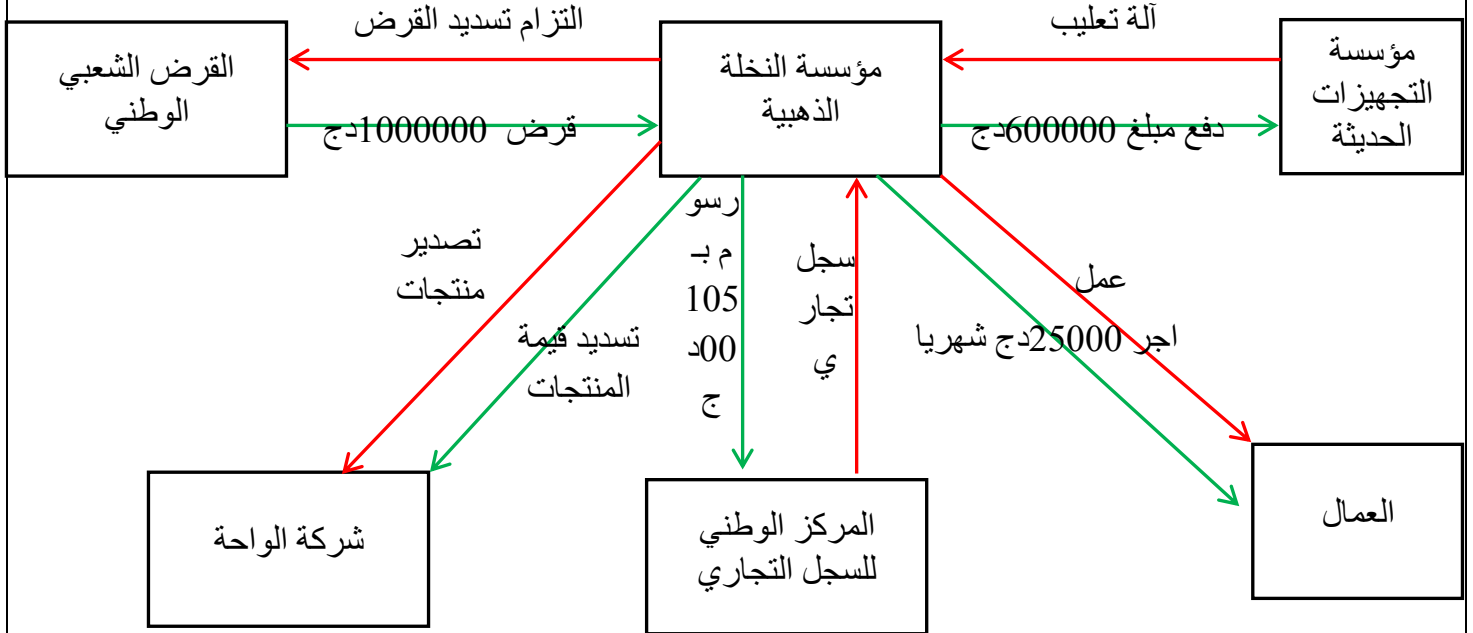 آلة تعليب
التزام تسديد القرض
مؤسسة
التجهيزات
الحديثة
مؤسسة النخلة
الذهبية
القرض الشعبي
الوطني
دفع مبلغ 600000دج
قرض 1000000دج
رسو
م بـ
105
00د
ج
سجل
تجار
ي
تصدير
منتجات
عمل
اجر 25000دج شهريا
تسديد قيمة
المنتجات
العمال
المركز الوطني
للسجل التجاري
شركة الواحة